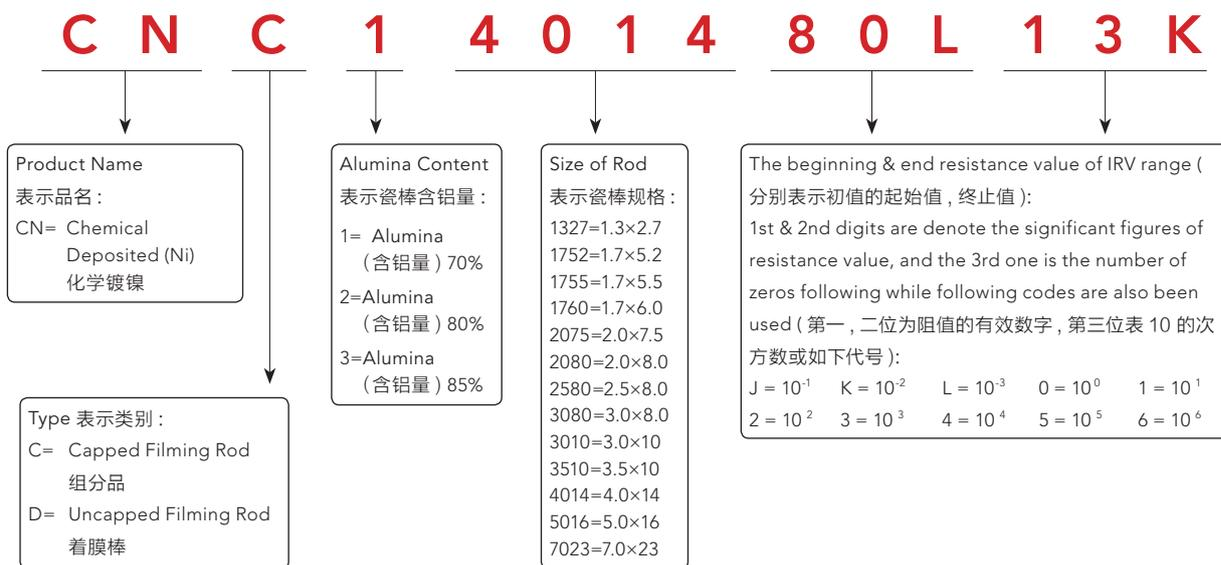 C N C 1 4 0 1 4 8 0 L 1 3 K
Product Name
表示品名 :
CN= Chemical
Deposited (Ni)
化学镀镍
Type 表示类别 :
C= Capped Filming Rod
组分品
D= Uncapped Filming Rod
着膜棒
Alumina Content
表示瓷棒含铝量 :
1= Alumina
( 含铝量 ) 70%
2=Alumina
( 含铝量 ) 80%
3=Alumina
( 含铝量 ) 85%
Size of Rod
表示瓷棒规格 :
1327=1.3×2.7
1752=1.7×5.2
1755=1.7×5.5
1760=1.7×6.0
2075=2.0×7.5
2080=2.0×8.0
2580=2.5×8.0
3080=3.0×8.0
3010=3.0×10
3510=3.5×10
4014=4.0×14
5016=5.0×16
7023=7.0×23
The beginning & end resistance value of IRV range (
分别表示初值的起始值 , 终止值 ):
1st & 2nd digits are denote the significant figures of
resistance value, and the 3rd one is the number of
zeros following while following codes are also been
used ( 第一 , 二位为阻值的有效数字 , 第三位表 10 的次
方数或如下代号 ):
J = 10⁻¹ K = 10⁻² L = 10⁻³ 0 = 10⁰ 1 = 10¹
2 = 10² 3 = 10³ 4 = 10⁴ 5 = 10⁵ 6 = 10⁶